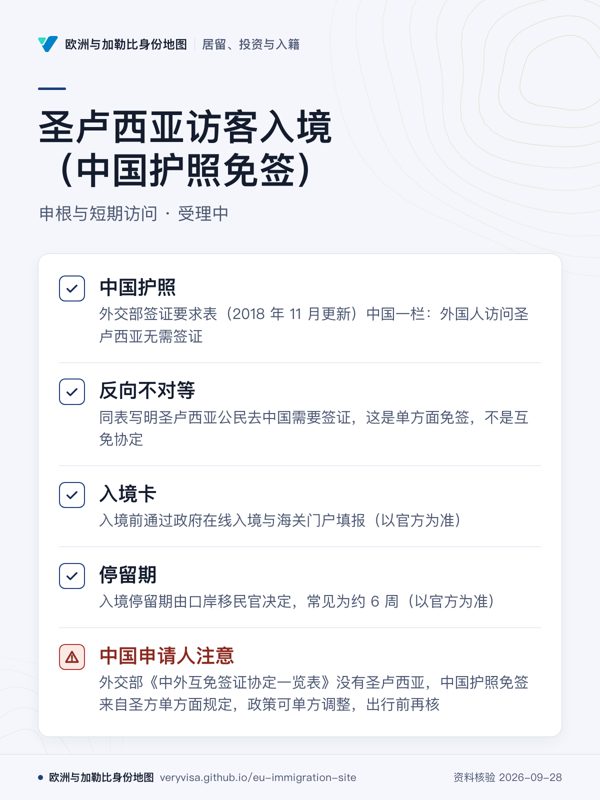 欧洲与加勒比身份地图 居留、投资与入籍
圣卢西亚访客入境
（中国护照免签）
申根与短期访问 · 受理中
中国护照
外交部签证要求表（2018 年 11 月更新）中国一栏：外国人访问圣
卢西亚无需签证
反向不对等
同表写明圣卢西亚公民去中国需要签证，这是单方面免签，不是互
免协定
入境卡
入境前通过政府在线入境与海关门户填报（以官方为准）
停留期
入境停留期由口岸移民官决定，常见为约 6 周（以官方为准）
中国申请人注意
外交部《中外互免签证协定一览表》没有圣卢西亚，中国护照免签
来自圣方单方面规定，政策可单方调整，出行前再核
欧洲与加勒比身份地图 veryvisa.github.io/eu-immigration-site 资料核验 2026-09-28